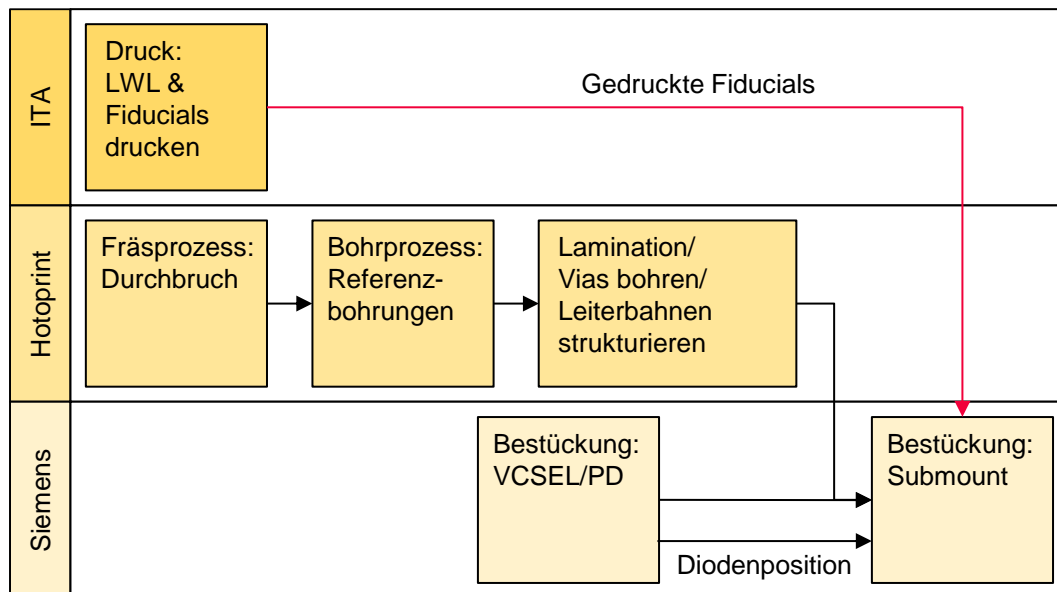 ITA
Druck:
LWL &
Fiducials
drucken
Gedruckte Fiducials
Hotoprint
Fräsprozess:
Durchbruch
Bohrprozess:
Referenz-
bohrungen
Lamination/
Vias bohren/
Leiterbahnen
strukturieren
Siemens
Bestückung:
VCSEL/PD
Diodenposition
Bestückung:
Submount